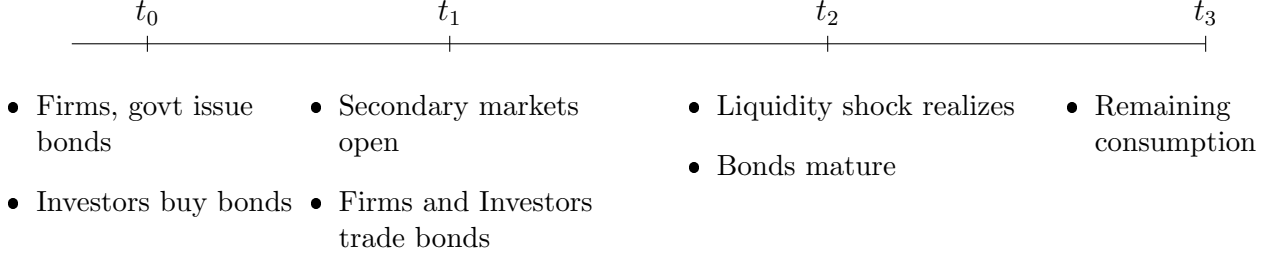 t₀ t₁ t₂ t₃
• Firms, govt issue
bonds
• Investors buy bonds
• Secondary markets
open
• Firms and Investors
trade bonds
• Liquidity shock realizes
• Bonds mature
• Remaining
consumption